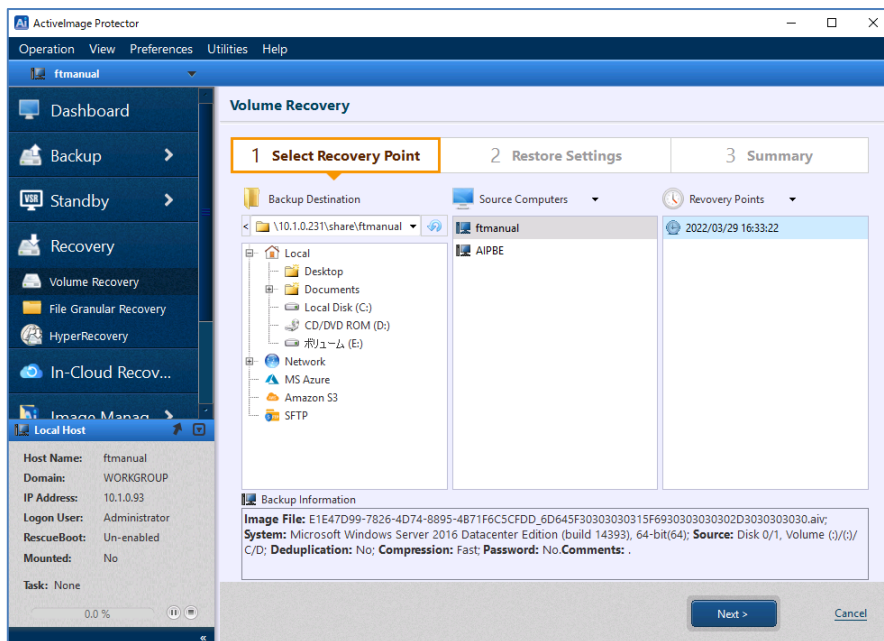 ActiveImage Protector
Operation View Preferences Utilities Help
ftmanual
Dashboard
Backup
Standby
Recovery
Volume Recovery
File Granular Recovery
HyperRecovery
In-Cloud Recov...
Image Manag
Local Host
Host Name: ftmanual
Domain: WORKGROUP
IP Address: 10.1.0.93
Logon User: Administrator
RescueBoot: Un-enabled
Mounted: No
Task: None
0.0 %
Volume Recovery
1 Select Recovery Point
2 Restore Settings
3 Summary
Backup Destination
\10.1.0.231\share\ftmanual
Local
Desktop
Documents
Local Disk (C:)
CD/DVD ROM (D:)
ボリューム (E:)
Network
MS Azure
Amazon S3
SFTP
Source Computers
ftmanual
AIPBE
Revovery Points
2022/03/29 16:33:22
Backup Information
Image File: E1E47D99-7826-4D74-8895-4B71F6C5CFDD_6D645F30303030315F6930303030302D3030303030.aiv;
System: Microsoft Windows Server 2016 Datacenter Edition (build 14393), 64-bit(64); Source: Disk 0/1, Volume (:)/(:)/
C/D; Deduplication: No; Compression: Fast; Password: No.Comments: .
Next >
Cancel